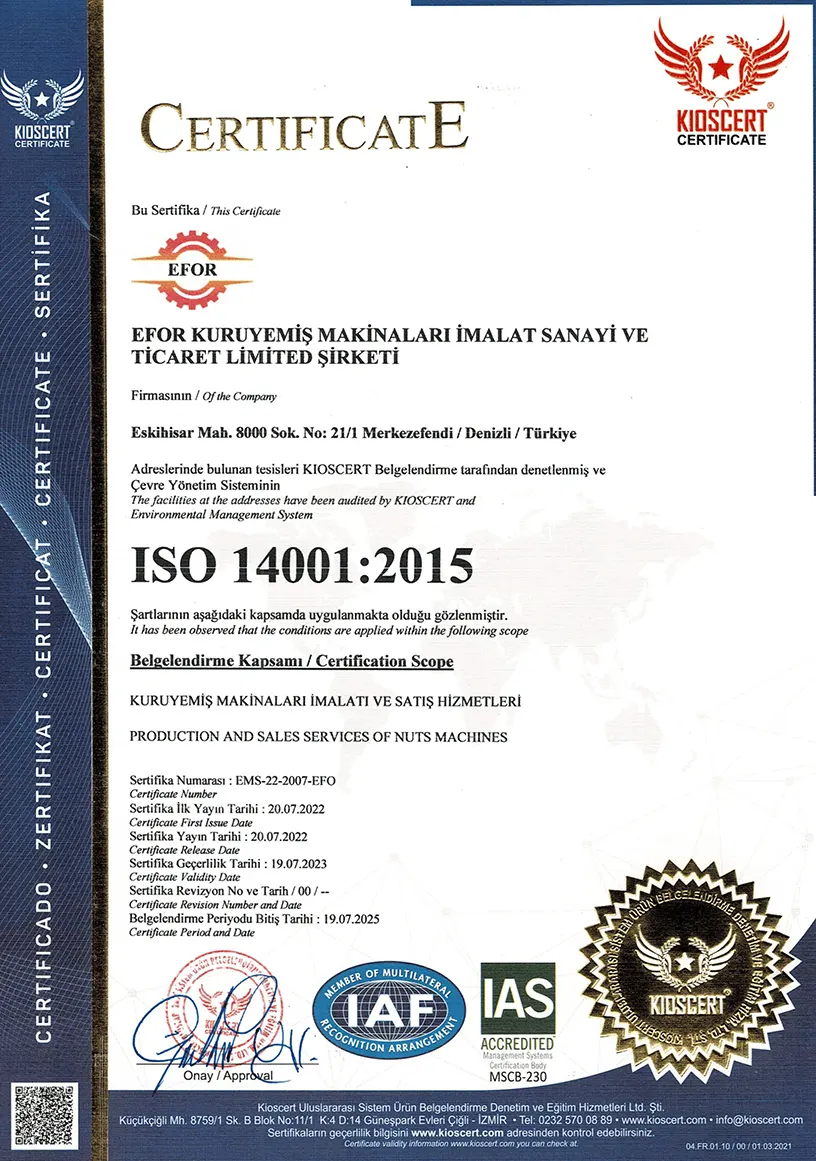 KIOSCERT
CERTIFICATE
CERTIFICADO • ZERTIFIKAT • CERTIFICAT • CERTIFICATE • SERTİFİKA
KIOSCERT®
CERTIFICATE
CERTIFICATE
Bu Sertifika / This Certificate
EFOR
EFOR KURUYEMİŞ MAKİNALARI İMALAT SANAYİ VE
TİCARET LİMİTED ŞİRKETİ
Firmasının / Of the Company
Eskihisar Mah. 8000 Sok. No: 21/1 Merkezefendi / Denizli / Türkiye
Adreslerinde bulunan tesisleri KIOSCERT Belgelendirme tarafından denetlenmiş ve
Çevre Yönetim Sisteminin
The facilities at the addresses have been audited by KIOSCERT and
Environmental Management System
ISO 14001:2015
Şartlarının aşağıdaki kapsamda uygulanmakta olduğu gözlenmiştir.
It has been observed that the conditions are applied within the following scope
Belgelendirme Kapsamı / Certification Scope
KURUYEMİŞ MAKİNALARI İMALATI VE SATIŞ HİZMETLERİ
PRODUCTION AND SALES SERVICES OF NUTS MACHINES
Sertifika Numarası : EMS-22-2007-EFO
Certificate Number
Sertifika İlk Yayın Tarihi : 20.07.2022
Certificate First Issue Date
Sertifika Yayın Tarihi : 20.07.2022
Certificate Release Date
Sertifika Geçerlilik Tarihi : 19.07.2023
Certificate Validity Date
Sertifika Revizyon No ve Tarih / 00 / --
Certificate Revision Number and Date
Belgelendirme Periyodu Bitiş Tarihi : 19.07.2025
Certificate Period and Date
Onay / Approval
MEMBER OF MULTILATERAL
IAF
RECOGNITION ARRANGEMENT
IAS
ACCREDITED
Management Systems
Certification Body
MSCB-230
KIOSCERT
Kioscert Uluslararası Sistem Ürün Belgelendirme Denetim ve Eğitim Hizmetleri Ltd. Şti.
Küçükçiğli Mh. 8759/1 Sk. B Blok No:11/1 K:4 D:14 Güneşpark Evleri Çiğli - İZMİR • Tel: 0232 570 08 89 • www.kioscert.com • info@kioscert.com
Sertifikaların geçerlilik bilgisini www.kioscert.com adresinden kontrol edebilirsiniz.
Certificate validity information www.kioscert.com you can check at.
04.FR.01.10 / 00 / 01.03.2021